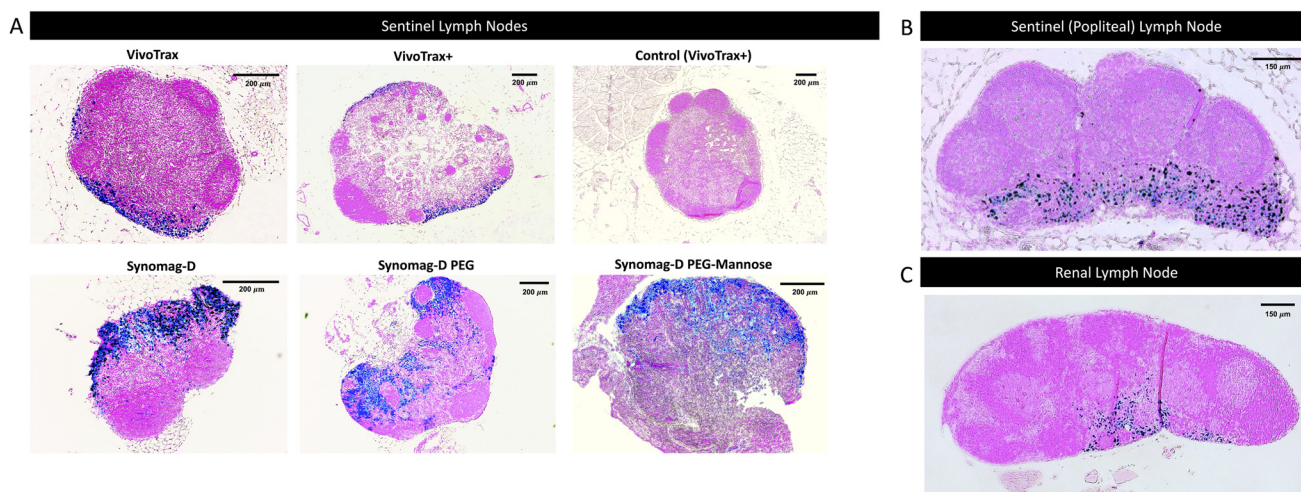 A
Sentinel Lymph Nodes
VivoTrax
200 µm
VivoTrax+
200 µm
Control (VivoTrax+)
200 µm
Synomag-D
200 µm
Synomag-D PEG
200 µm
Synomag-D PEG-Mannose
200 µm
B
Sentinel (Popliteal) Lymph Node
150 µm
C
Renal Lymph Node
150 µm